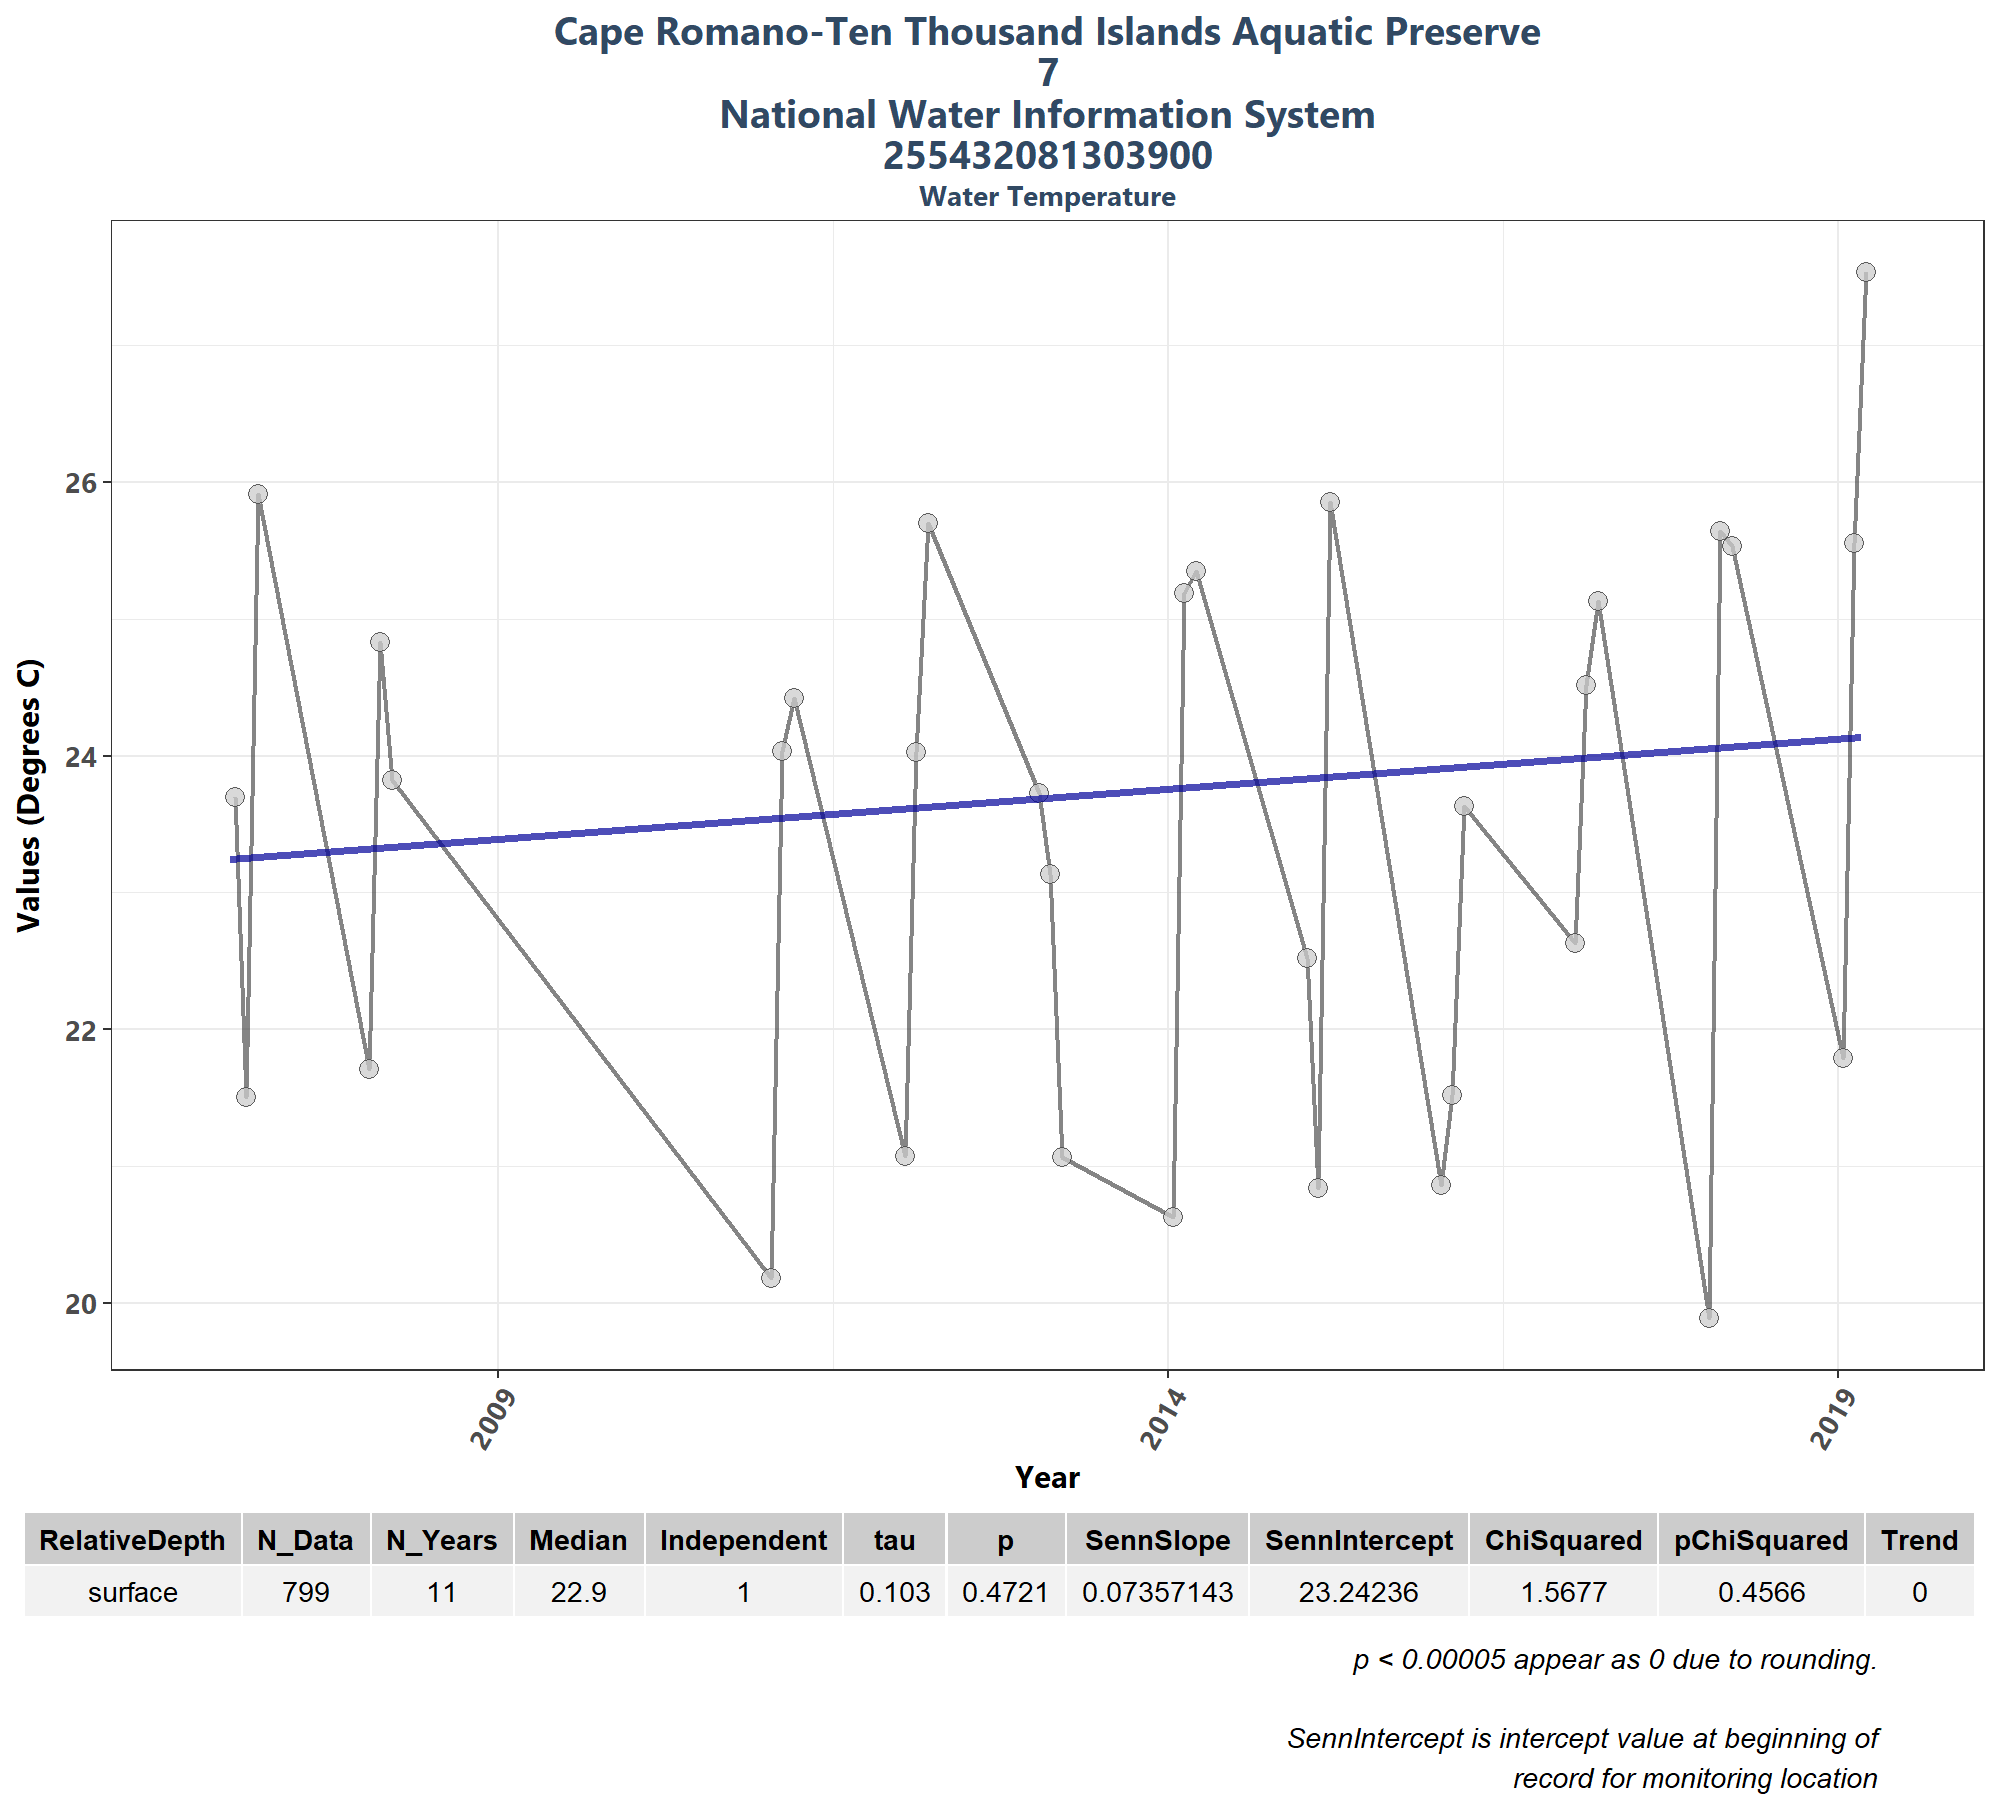 Cape Romano-Ten Thousand Islands Aquatic Preserve
7
National Water Information System
255432081303900
Water Temperature
Values (Degrees C)
26
24
22
20
2009
2014
2019
Year
RelativeDepth N_Data N_Years Median Independent tau p SennSlope SennIntercept ChiSquared pChiSquared Trend
surface 799 11 22.9 1 0.103 0.4721 0.07357143 23.24236 1.5677 0.4566 0
p < 0.00005 appear as 0 due to rounding.
SennIntercept is intercept value at beginning of
record for monitoring location